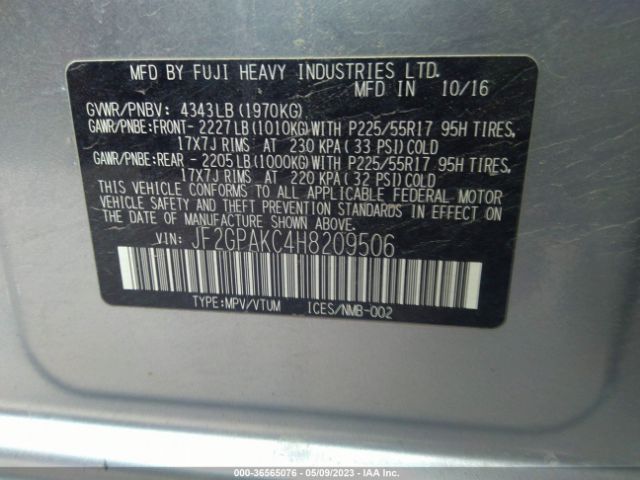 MFD BY FUJI HEAVY INDUSTRIES LTD.
MFD IN 10/16
GVWR/PNBV: 4343LB(1970KG)
GAWR/PNBE:FRONT- 2227LB(1010KG)WITH P225/55R17 95H TIRES,
17X7J RIMS AT 230 KPA(33 PSI)COLD
GAWR/PNBE:REAR - 2205LB(1000KG)WITH P225/55R17 95H TIRES,
17X7J RIMS AT 220 KPA(32 PSI)COLD
THIS VEHICLE CONFORMS TO ALL APPLICABLE FEDERAL MOTOR
VEHICLE SAFETY AND THEFT PREVENTION STANDARDS IN EFFECT
ON THE DATE OF MANUFACTURE SHOWN ABOVE.
VIN: JF2GPAKC4H8209506
TYPE:MPV/VTUM ICES/NMB-002
000-36565076 - 05/09/2023 - IAA Inc.